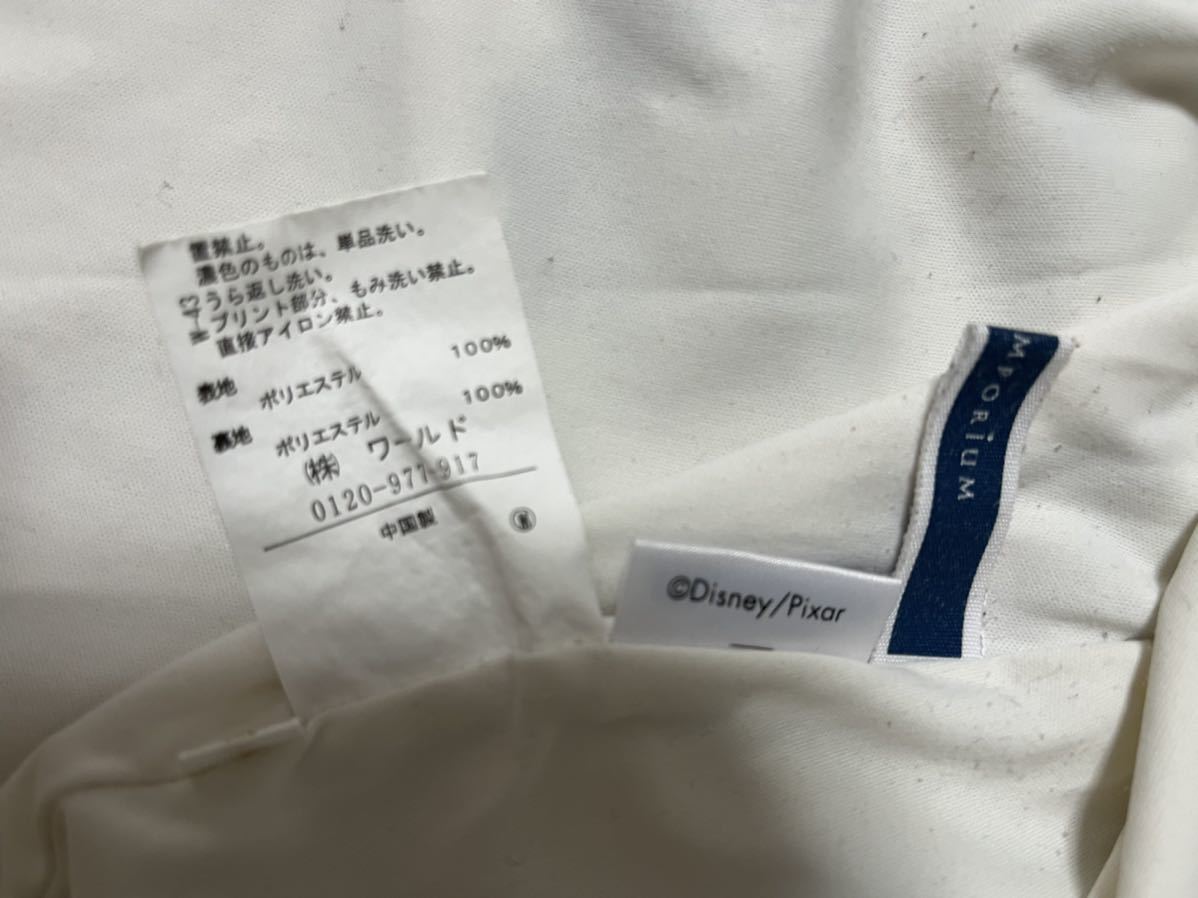 置禁止。
濃色のものは、単品洗い。
うら返し洗い。
プリント部分、もみ洗い禁止。
直接アイロン禁止。
表地 ポリエステル 100%
裏地 ポリエステル 100%
㈱ ワールド
0120-977-917
中国製
©Disney/Pixar
MPORiUM